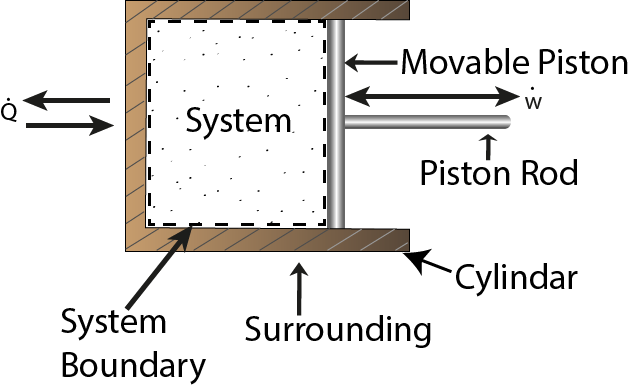 Movable Piston
Q̇
ẇ
System
Piston Rod
Cylindar
System
Boundary
Surrounding